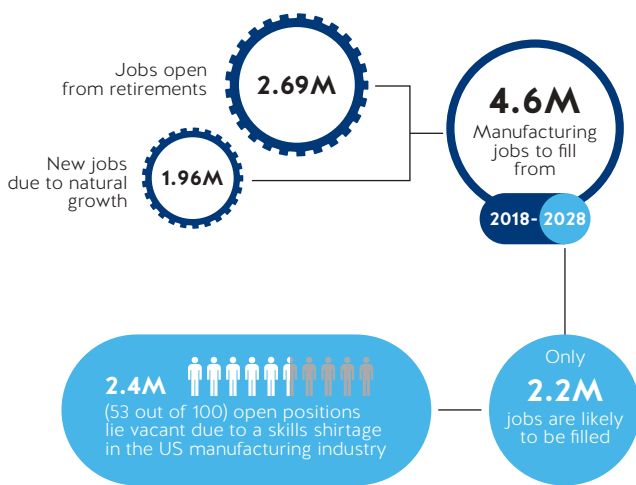 Jobs open
from retirements
2.69M
New jobs
due to natural
growth
1.96M
4.6M
Manufacturing
jobs to fill
from
2018-2028
2.4M
(53 out of 100) open positions
lie vacant due to a skills shirtage
in the US manufacturing industry
Only
2.2M
jobs are likely
to be filled